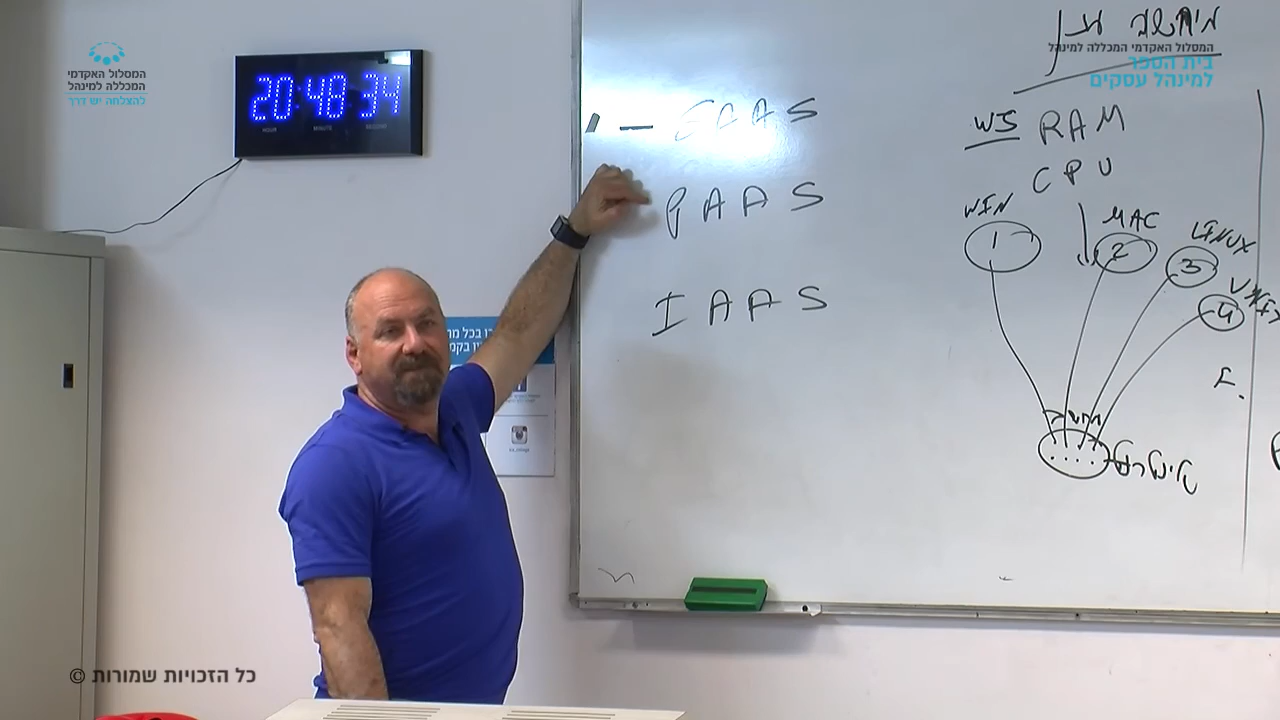 המסלול האקדמי
המכללה למינהל
להצלחה יש דרך
20:48:34
HOUR MINUTE SECOND
המסלול האקדמי המכללה למינהל
בית הספר
למינהל עסקים
- SAAS
PAAS
IAAS
WS RAM
CPU
WIN
MAC
LINUX
1
2
3
4
כל הזכויות שמורות ©